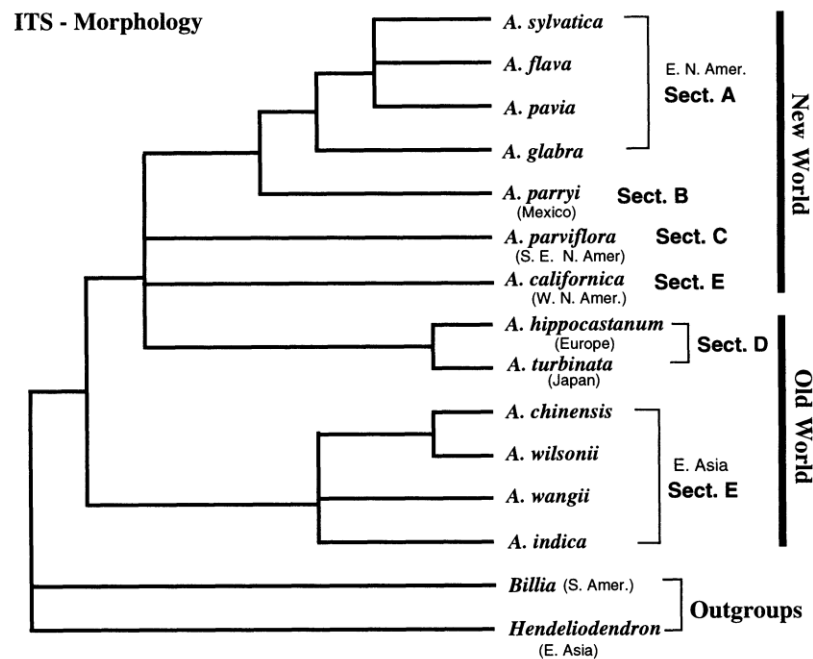 ITS - Morphology
A. sylvatica
A. flava
E. N. Amer.
Sect. A
A. pavia
A. glabra
A. parryi Sect. B
(Mexico)
A. parviflora Sect. C
(S. E. N. Amer)
A. californica Sect. E
(W. N. Amer.)
New World
A. hippocastanum
(Europe)
Sect. D
A. turbinata
(Japan)
A. chinensis
A. wilsonii
E. Asia
Sect. E
A. wangii
A. indica
Old World
Billia (S. Amer.)
Outgroups
Hendeliodendron
(E. Asia)